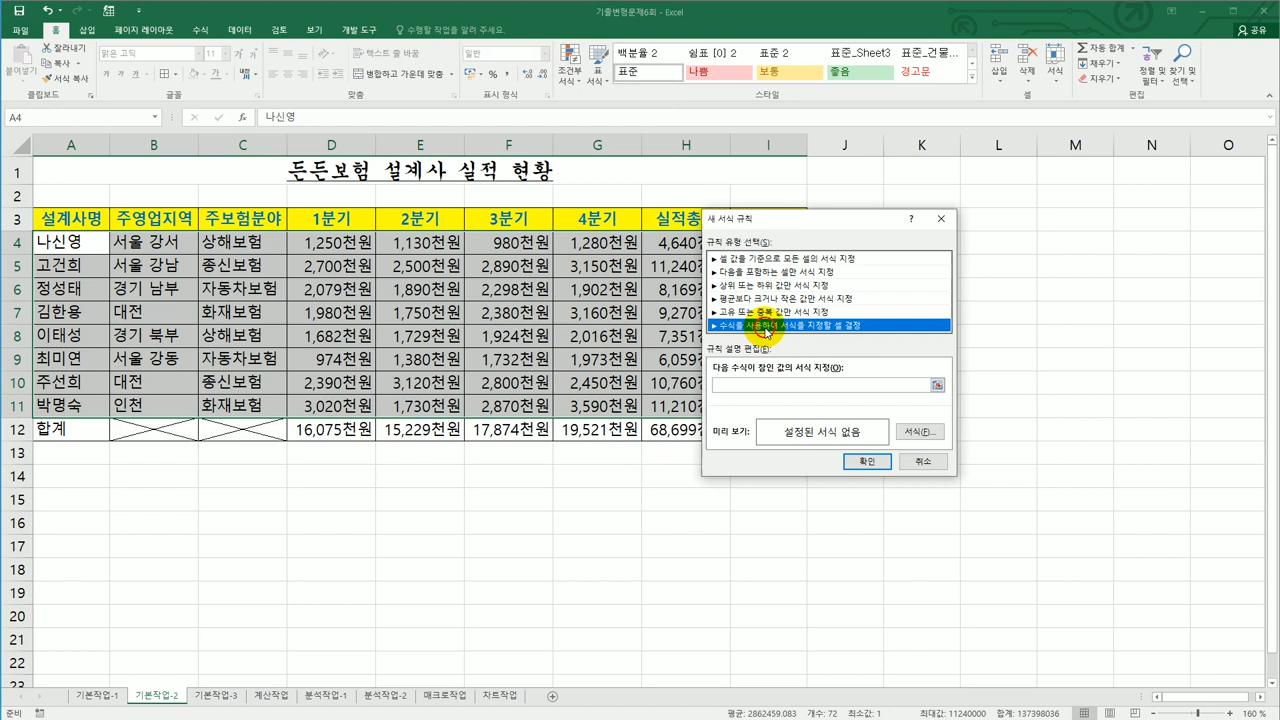 기출변형문제6회 - Excel
파일 홈 삽입 페이지 레이아웃 수식 데이터 검토 보기 개발 도구 수행할 작업을 알려 주세요. 공유
붙여넣기 잘라내기 복사 서식 복사 클립보드
맑은 고딕 11 글꼴
텍스트 줄 바꿈 병합하고 가운데 맞춤 맞춤
일반 표시 형식
조건부 서식 표 서식
백분율 2 쉼표 [0] 2 표준 2 표준_Sheet3 표준_건물...
표준 나쁨 보통 좋음 경고문
스타일
삽입 삭제 서식 셀
자동 합계 채우기 지우기 정렬 및 필터 찾기 및 선택 편집
A4 fx 나신영
A B C D E F G H I J K L M N O
1 든든보험 설계사 실적 현황
2
3 설계사명 주영업지역 주보험분야 1분기 2분기 3분기 4분기 실적총
4 나신영 서울 강서 상해보험 1,250천원 1,130천원 980천원 1,280천원 4,640
5 고건희 서울 강남 종신보험 2,700천원 2,500천원 2,890천원 3,150천원 11,240
6 정성태 경기 남부 자동차보험 2,079천원 1,890천원 2,298천원 1,902천원 8,169
7 김한용 대전 화재보험 1,980천원 1,750천원 2,380천원 3,160천원 9,270
8 이태성 경기 북부 상해보험 1,682천원 1,729천원 1,924천원 2,016천원 7,351
9 최미연 서울 강동 자동차보험 974천원 1,380천원 1,732천원 1,973천원 6,059
10 주선희 대전 종신보험 2,390천원 3,120천원 2,800천원 2,450천원 10,760
11 박명숙 인천 화재보험 3,020천원 1,730천원 2,870천원 3,590천원 11,210
12 합계 16,075천원 15,229천원 17,874천원 19,521천원 68,699
13
14
15
16
17
18
19
20
21
22
23
새 서식 규칙 ?
규칙 유형 선택(S):
► 셀 값을 기준으로 모든 셀의 서식 지정
► 다음을 포함하는 셀만 서식 지정
► 상위 또는 하위 값만 서식 지정
► 평균보다 크거나 작은 값만 서식 지정
► 고유 또는 중복 값만 서식 지정
► 수식을 사용하여 서식을 지정할 셀 결정
규칙 설명 편집(E):
다음 수식이 참인 값의 서식 지정(O):
미리 보기: 설정된 서식 없음 서식(F)...
확인 취소
기본작업-1 기본작업-2 기본작업-3 계산작업 분석작업-1 분석작업-2 매크로작업 차트작업
준비 평균: 2862459.083 개수: 72 최소값: 1 최대값: 11240000 합계: 137398036 160 %